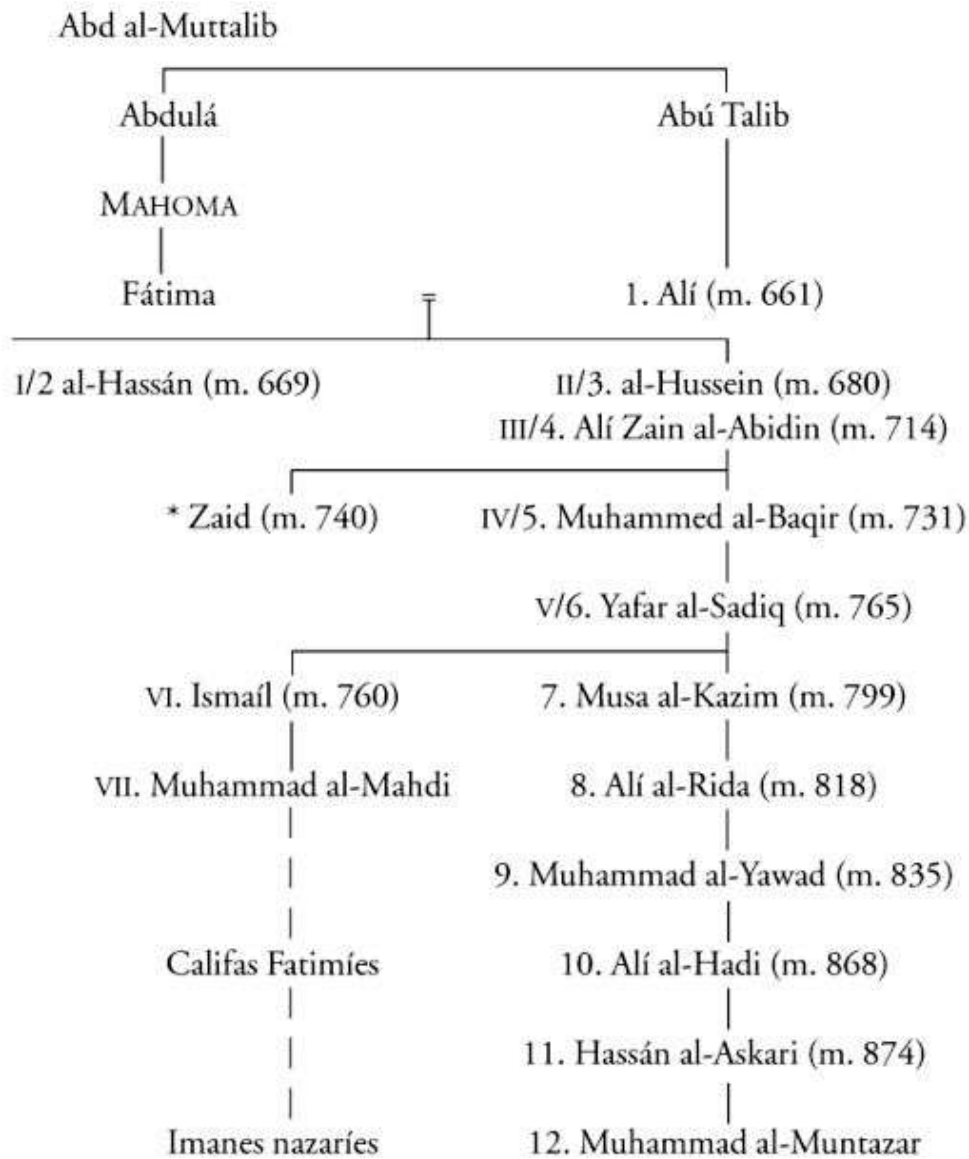 Abd al-Muttalib
Abdulá Abú Talib
MAHOMA
Fátima = 1. Alí (m. 661)
I/2 al-Hassán (m. 669) II/3. al-Hussein (m. 680)
III/4. Alí Zain al-Abidin (m. 714)
* Zaid (m. 740) IV/5. Muhammed al-Baqir (m. 731)
V/6. Yafar al-Sadiq (m. 765)
VI. Ismaíl (m. 760) 7. Musa al-Kazim (m. 799)
VII. Muhammad al-Mahdi 8. Alí al-Rida (m. 818)
9. Muhammad al-Yawad (m. 835)
Califas Fatimíes 10. Alí al-Hadi (m. 868)
11. Hassán al-Askari (m. 874)
Imanes nazaríes 12. Muhammad al-Muntazar